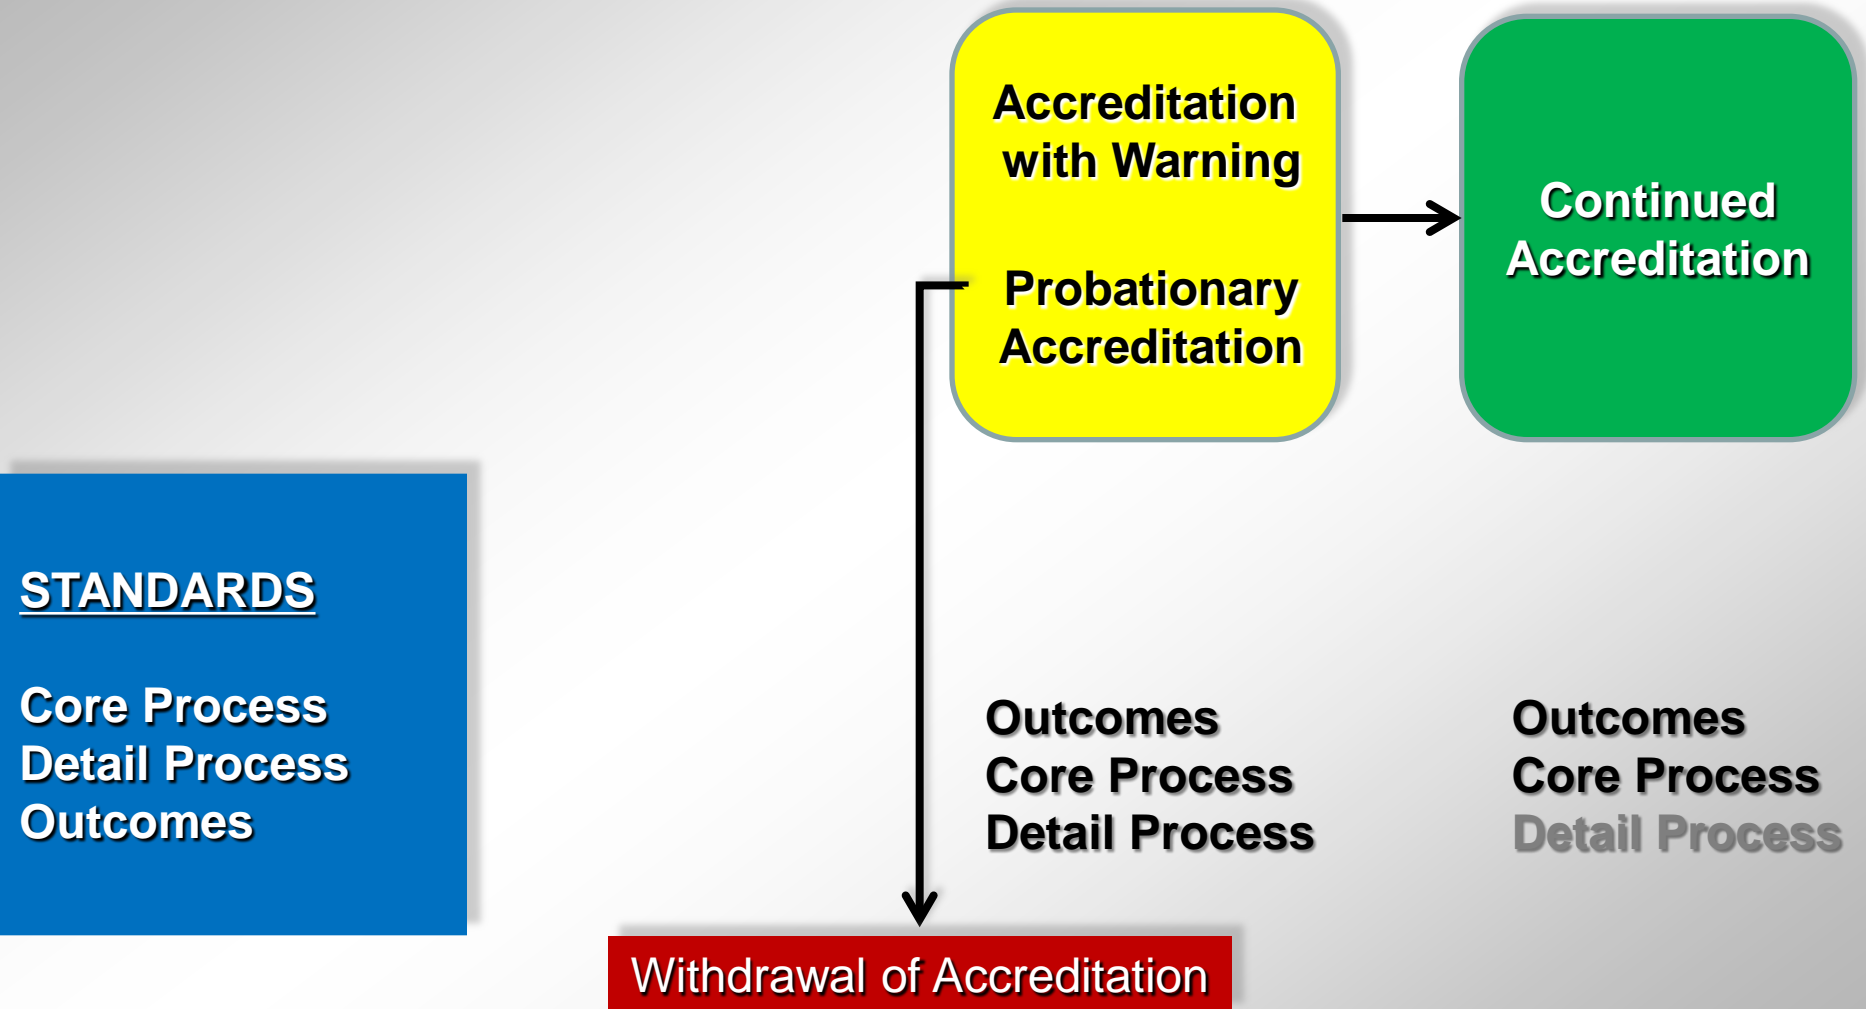 Accreditation
with Warning
Probationary
Accreditation
Continued
Accreditation
STANDARDS
Core Process
Detail Process
Outcomes
Outcomes
Core Process
Detail Process
Outcomes
Core Process
Detail Process
Withdrawal of Accreditation